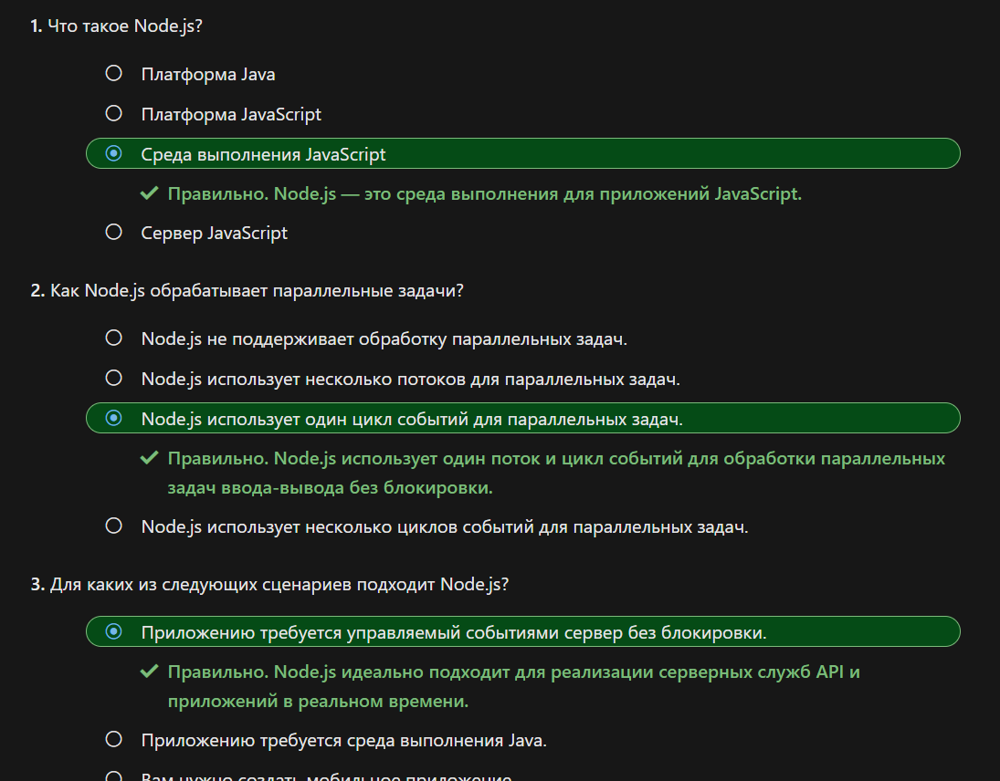 1. Что такое Node.js?
Платформа Java
Платформа JavaScript
Среда выполнения JavaScript
Правильно. Node.js — это среда выполнения для приложений JavaScript.
Сервер JavaScript
2. Как Node.js обрабатывает параллельные задачи?
Node.js не поддерживает обработку параллельных задач.
Node.js использует несколько потоков для параллельных задач.
Node.js использует один цикл событий для параллельных задач.
Правильно. Node.js использует один поток и цикл событий для обработки параллельных
задач ввода-вывода без блокировки.
Node.js использует несколько циклов событий для параллельных задач.
3. Для каких из следующих сценариев подходит Node.js?
Приложению требуется управляемый событиями сервер без блокировки.
Правильно. Node.js идеально подходит для реализации серверных служб API и
приложений в реальном времени.
Приложению требуется среда выполнения Java.
Вам нужно создать мобильное приложение.